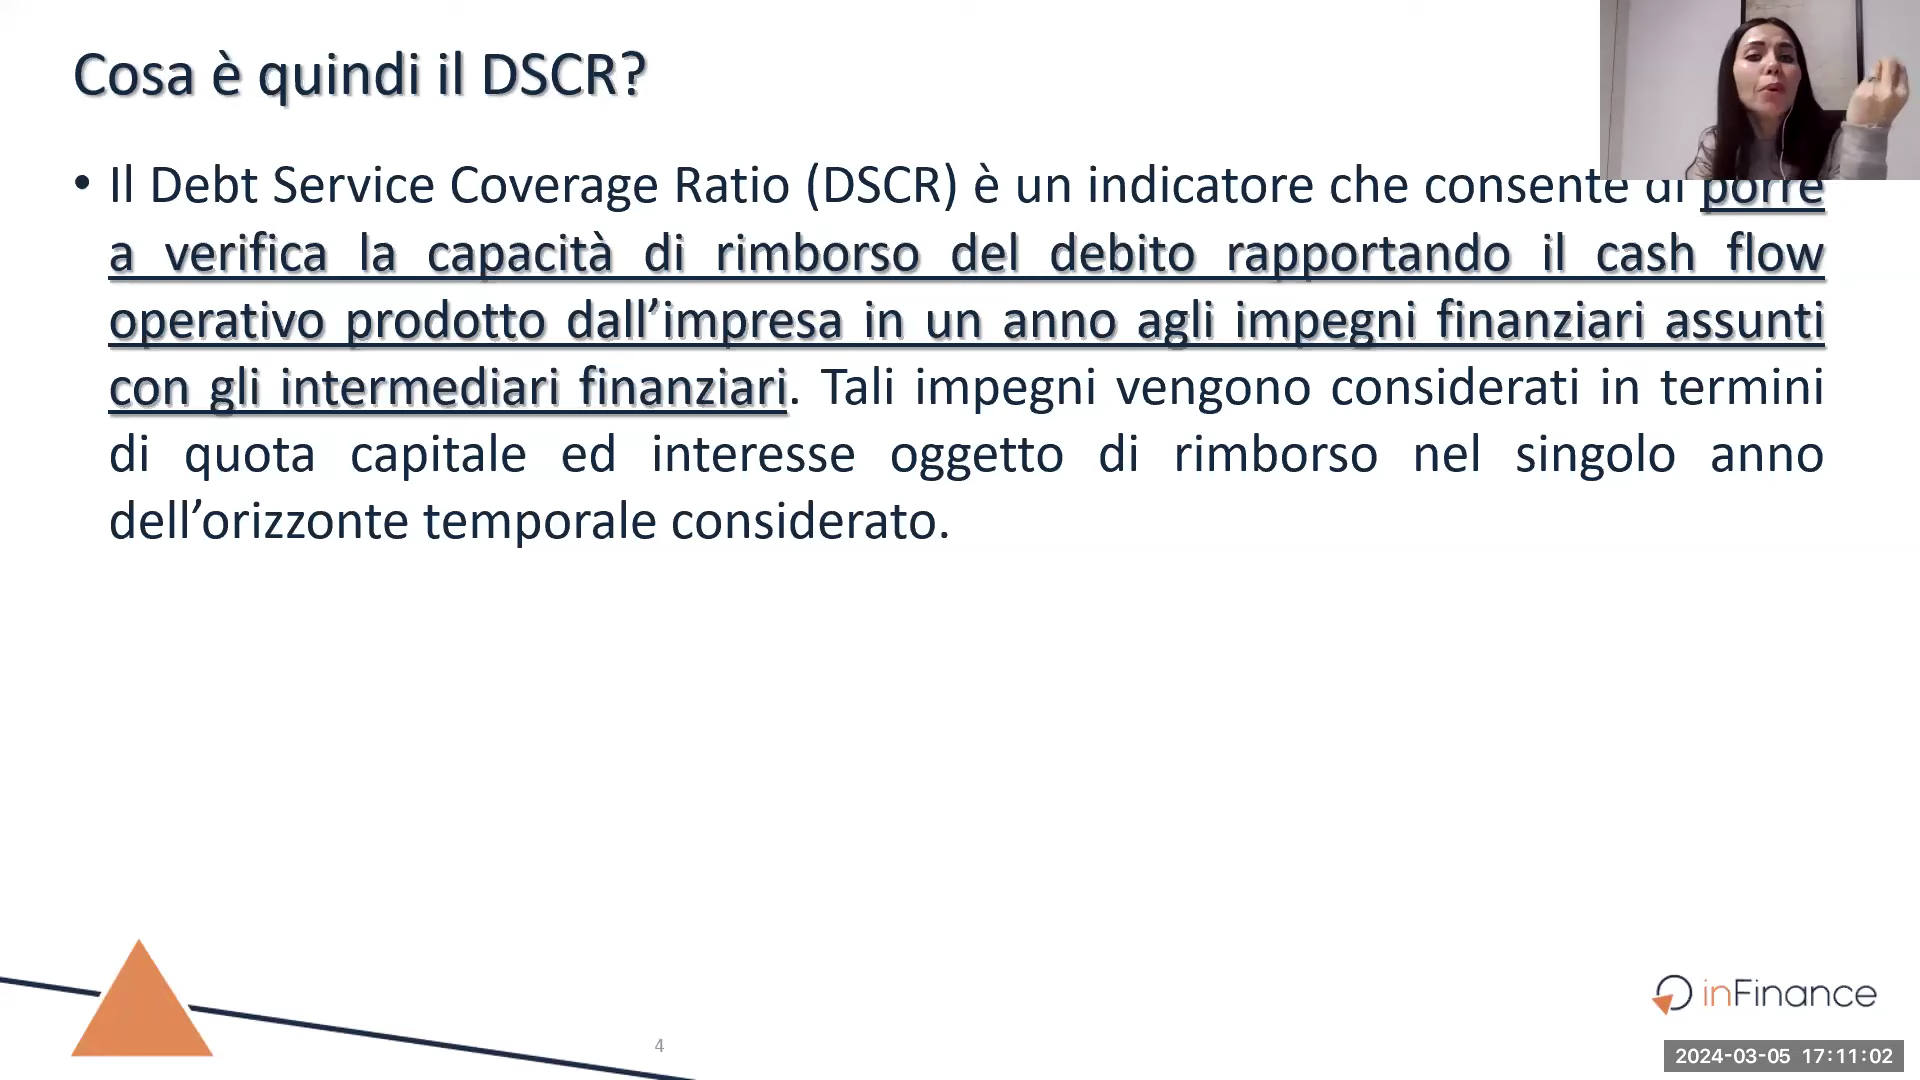 Cosa è quindi il DSCR?
• Il Debt Service Coverage Ratio (DSCR) è un indicatore che consente di porre
a verifica la capacità di rimborso del debito rapportando il cash flow
operativo prodotto dall’impresa in un anno agli impegni finanziari assunti
con gli intermediari finanziari. Tali impegni vengono considerati in termini
di quota capitale ed interesse oggetto di rimborso nel singolo anno
dell’orizzonte temporale considerato.
inFinance
4
2024-03-05 17:11:02